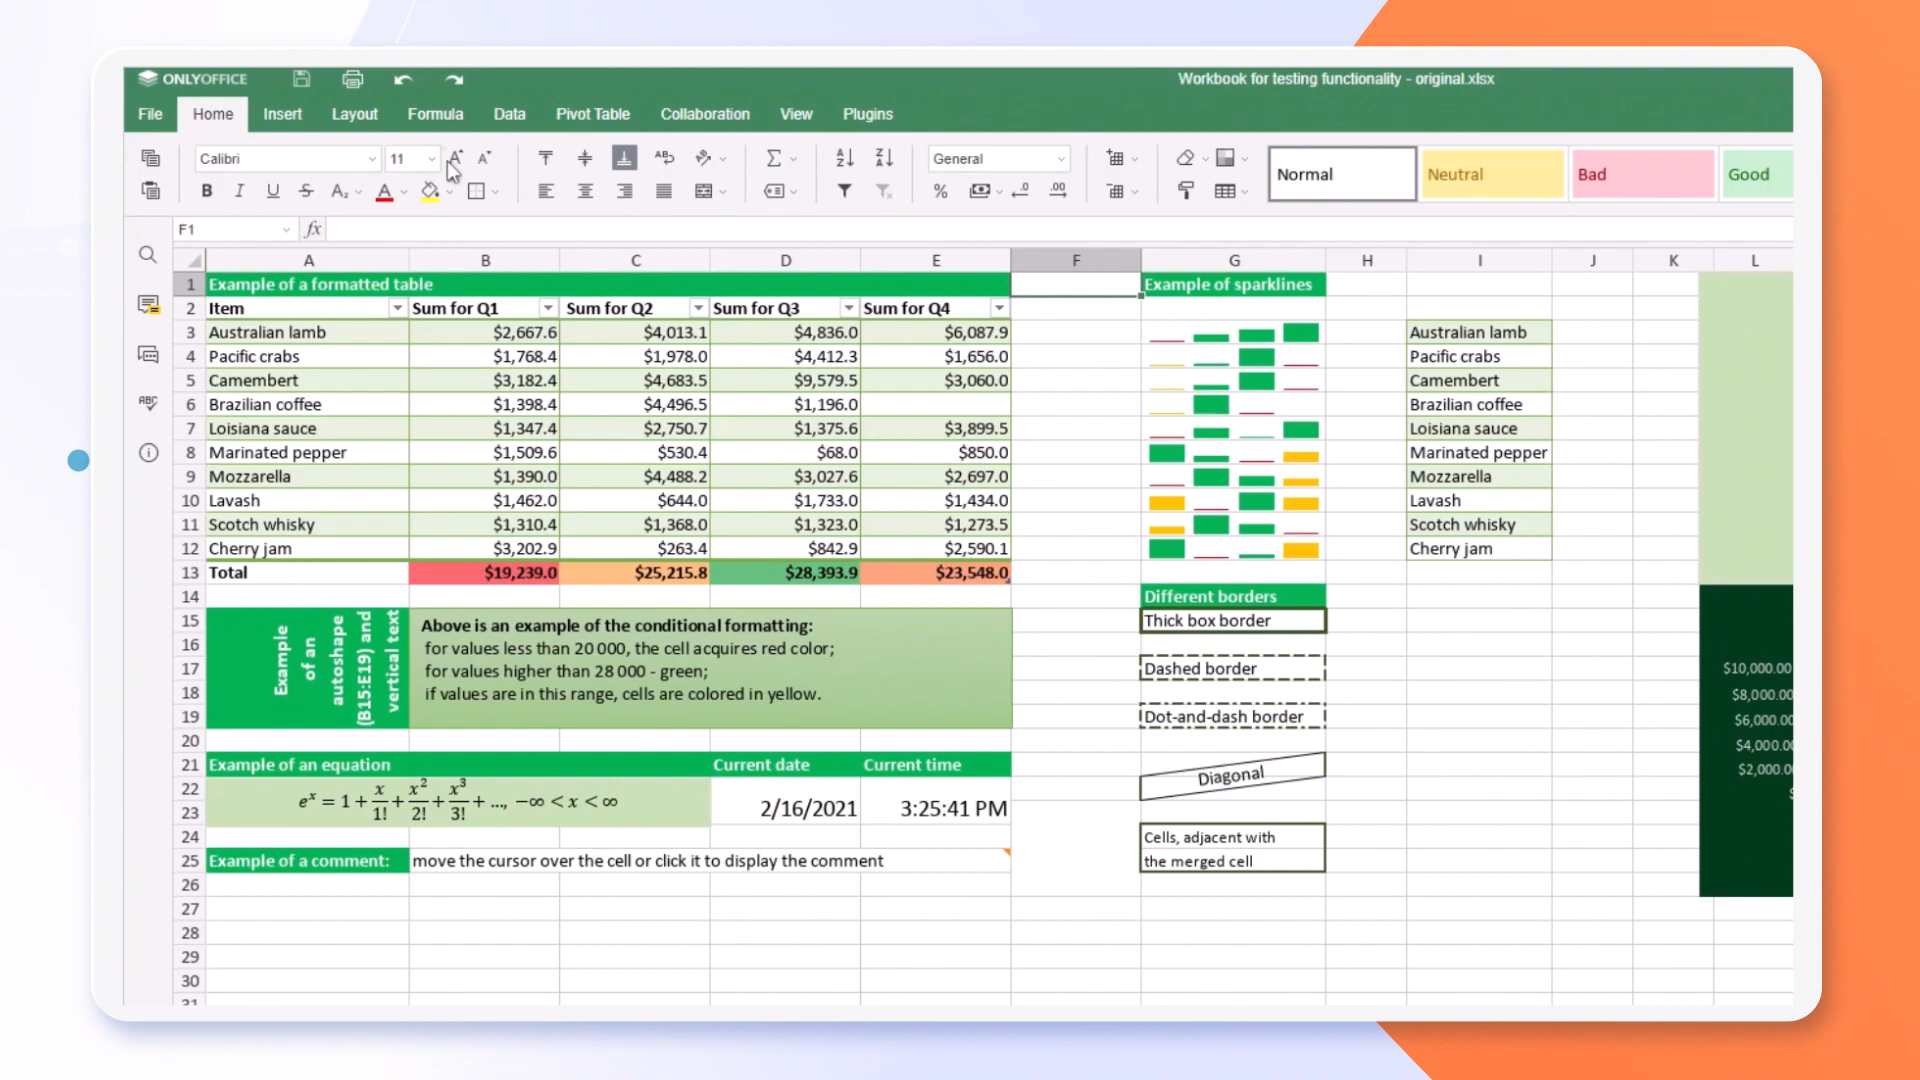 ONLYOFFICE
Workbook for testing functionality - original.xlsx
File Home Insert Layout Formula Data Pivot Table Collaboration View Plugins
Calibri 11 General
Normal Neutral Bad Good
F1 fx
A B C D E F G H I J K L
1 Example of a formatted table Example of sparklines
2 Item Sum for Q1 Sum for Q2 Sum for Q3 Sum for Q4
3 Australian lamb $2,667.6 $4,013.1 $4,836.0 $6,087.9 Australian lamb
4 Pacific crabs $1,768.4 $1,978.0 $4,412.3 $1,656.0 Pacific crabs
5 Camembert $3,182.4 $4,683.5 $9,579.5 $3,060.0 Camembert
6 Brazilian coffee $1,398.4 $4,496.5 $1,196.0 Brazilian coffee
7 Loisiana sauce $1,347.4 $2,750.7 $1,375.6 $3,899.5 Loisiana sauce
8 Marinated pepper $1,509.6 $530.4 $68.0 $850.0 Marinated pepper
9 Mozzarella $1,390.0 $4,488.2 $3,027.6 $2,697.0 Mozzarella
10 Lavash $1,462.0 $644.0 $1,733.0 $1,434.0 Lavash
11 Scotch whisky $1,310.4 $1,368.0 $1,323.0 $1,273.5 Scotch whisky
12 Cherry jam $3,202.9 $263.4 $842.9 $2,590.1 Cherry jam
13 Total $19,239.0 $25,215.8 $28,393.9 $23,548.0
14 Different borders
15 Thick box border
16
17 Dashed border
18
19 Dot-and-dash border
20
Example
of an
autoshape
(B15:E19) and
vertical text
Above is an example of the conditional formatting:
for values less than 20 000, the cell acquires red color;
for values higher than 28 000 - green;
if values are in this range, cells are colored in yellow.
$10,000.00
$8,000.00
$6,000.00
$4,000.00
$2,000.00
21 Example of an equation Current date Current time
Diagonal
22
23
e^x = 1 + x/1! + x^2/2! + x^3/3! + ..., −∞ < x < ∞
2/16/2021 3:25:41 PM
24 Cells, adjacent with
25 Example of a comment: move the cursor over the cell or click it to display the comment the merged cell
26
27
28
29
30
31